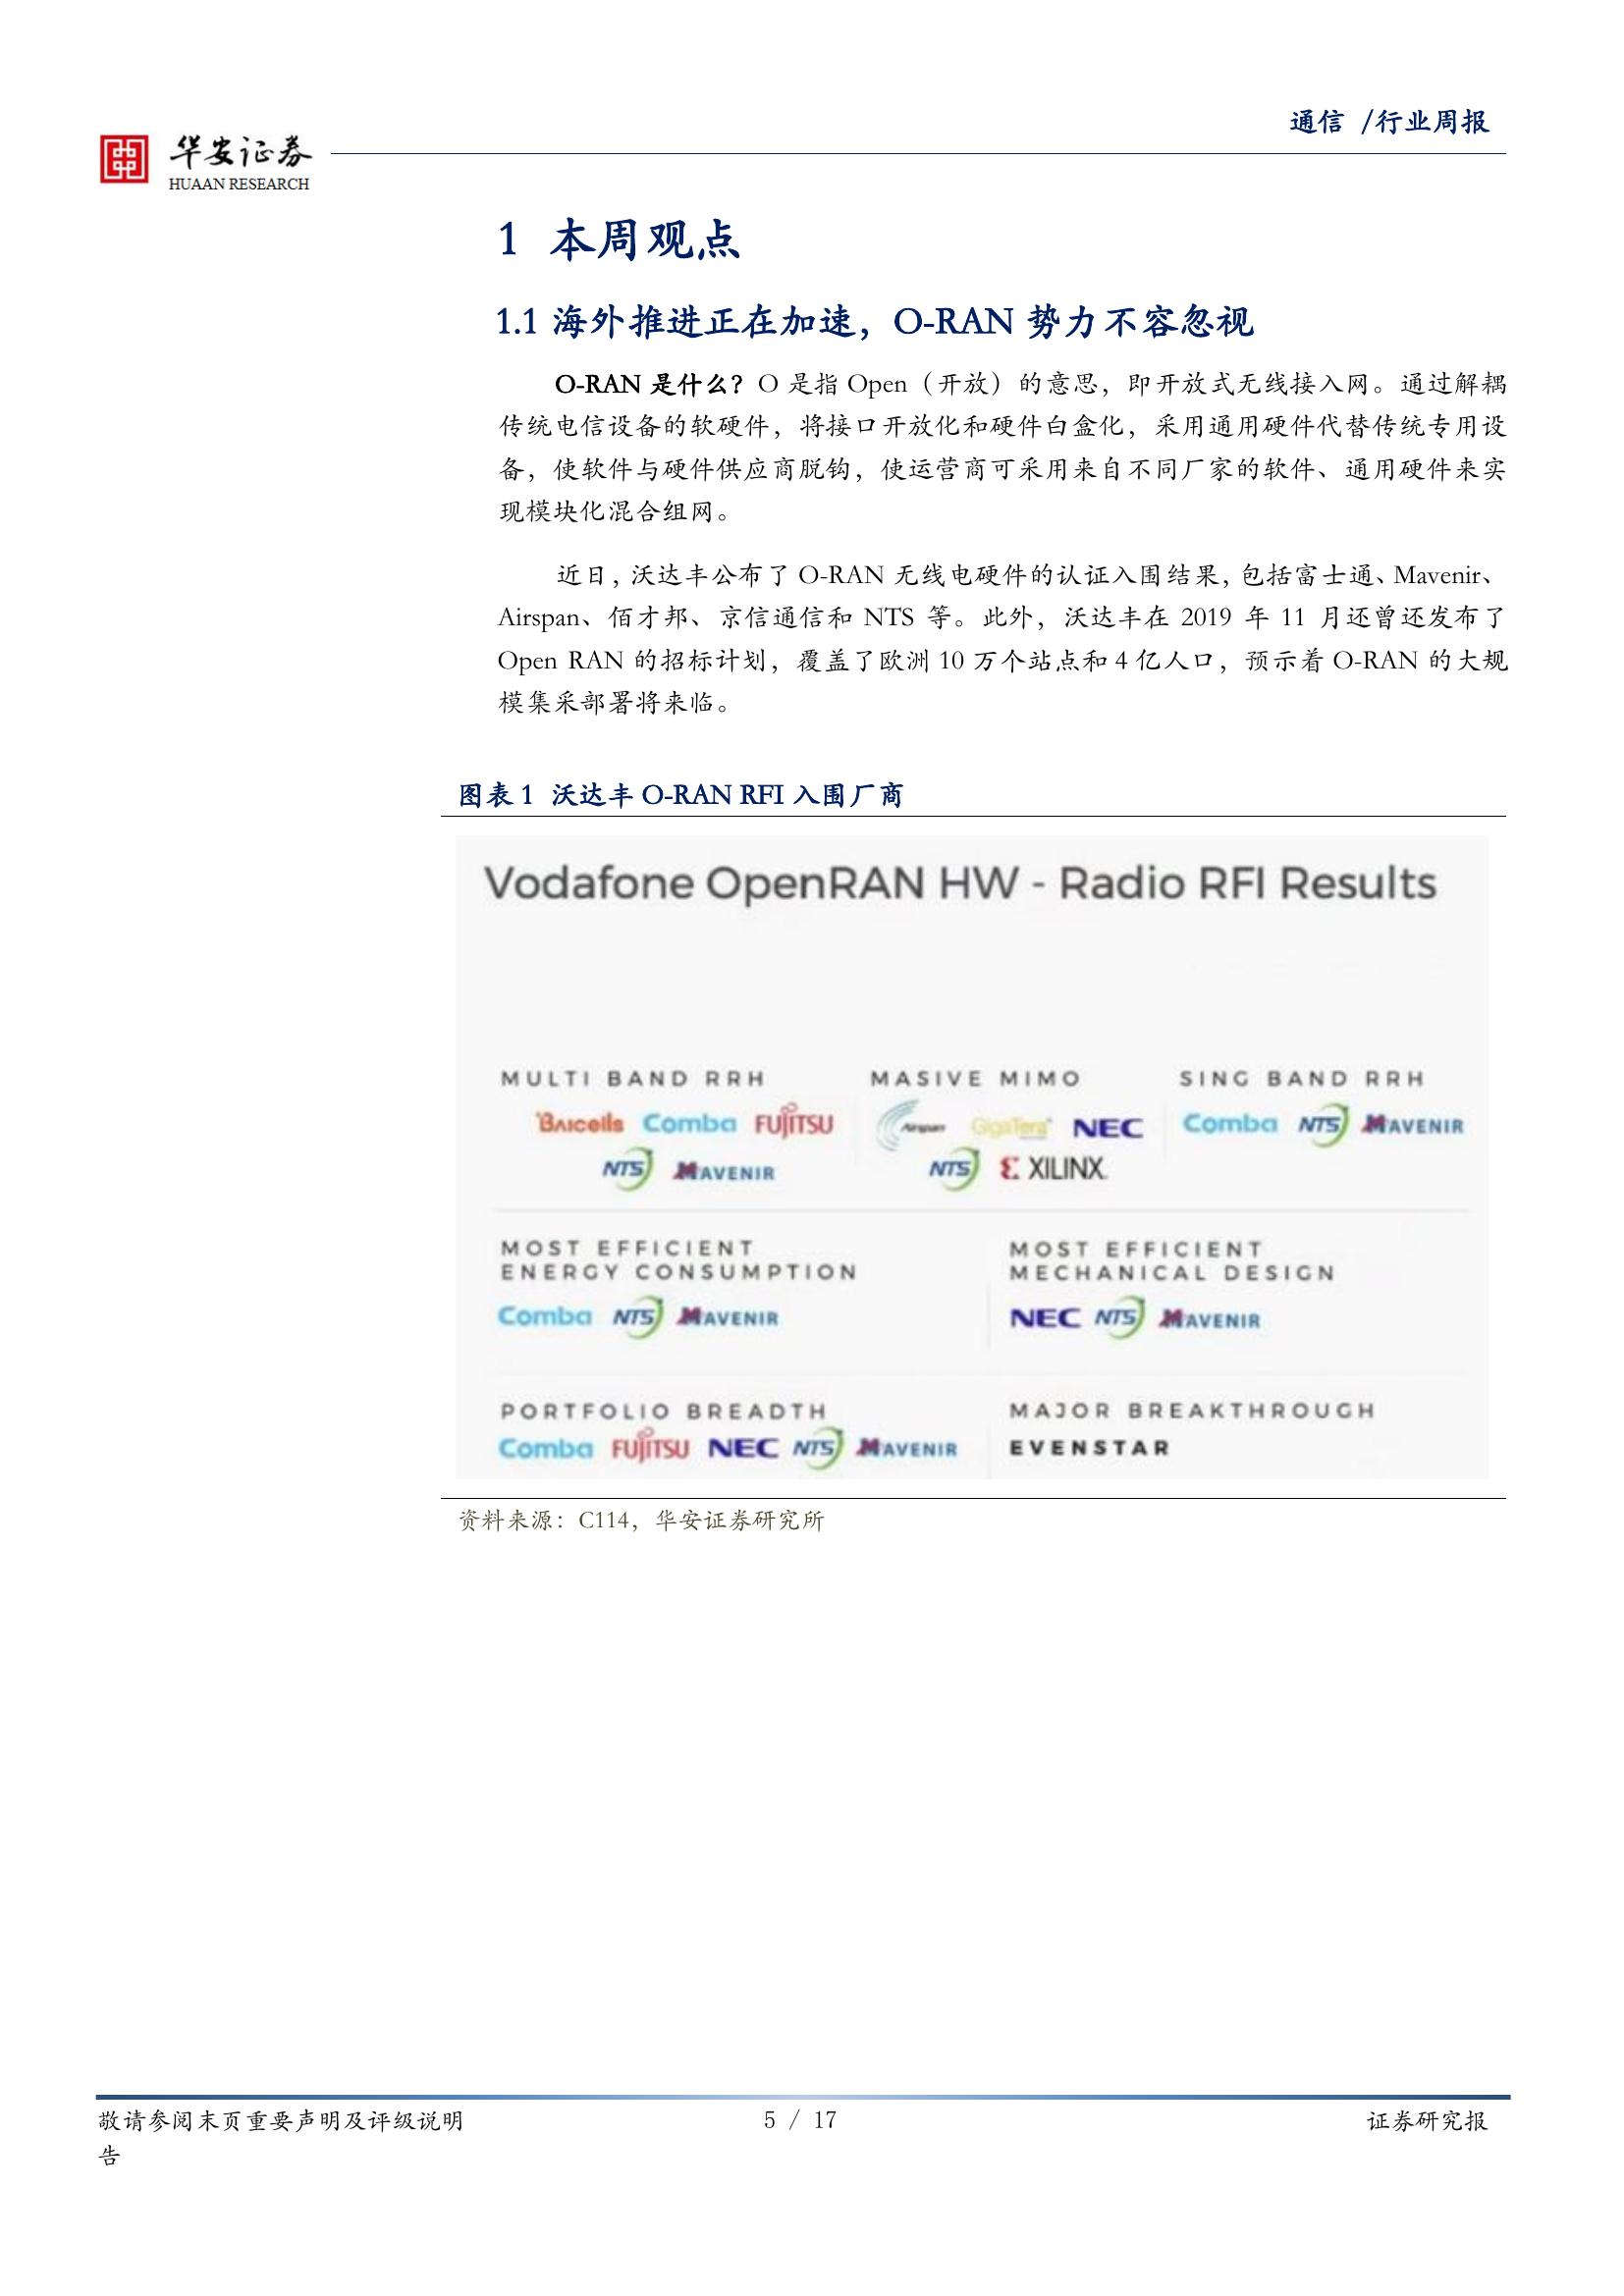 通信 /行业周报
华安证券
HUAAN RESEARCH
1 本周观点
1.1 海外推进正在加速，O-RAN 势力不容忽视
O-RAN 是什么？O 是指 Open（开放）的意思，即开放式无线接入网。通过解耦
传统电信设备的软硬件，将接口开放化和硬件白盒化，采用通用硬件代替传统专用设
备，使软件与硬件供应商脱钩，使运营商可采用来自不同厂家的软件、通用硬件来实
现模块化混合组网。
近日，沃达丰公布了 O-RAN 无线电硬件的认证入围结果，包括富士通、Mavenir、
Airspan、佰才邦、京信通信和 NTS 等。此外，沃达丰在 2019 年 11 月还曾还发布了
Open RAN 的招标计划，覆盖了欧洲 10 万个站点和 4 亿人口，预示着 O-RAN 的大规
模集采部署将来临。
图表 1 沃达丰 O-RAN RFI 入围厂商
Vodafone OpenRAN HW - Radio RFI Results
MULTI BAND RRH
Baicells Comba FUJITSU
NTS MAVENIR
MASIVE MIMO
Airspan GigaTera NEC
NTS XILINX
SING BAND RRH
Comba NTS MAVENIR
MOST EFFICIENT
ENERGY CONSUMPTION
Comba NTS MAVENIR
MOST EFFICIENT
MECHANICAL DESIGN
NEC NTS MAVENIR
PORTFOLIO BREADTH
Comba FUJITSU NEC NTS MAVENIR
MAJOR BREAKTHROUGH
EVENSTAR
资料来源：C114，华安证券研究所
敬请参阅末页重要声明及评级说明 5 / 17 证券研究报
告